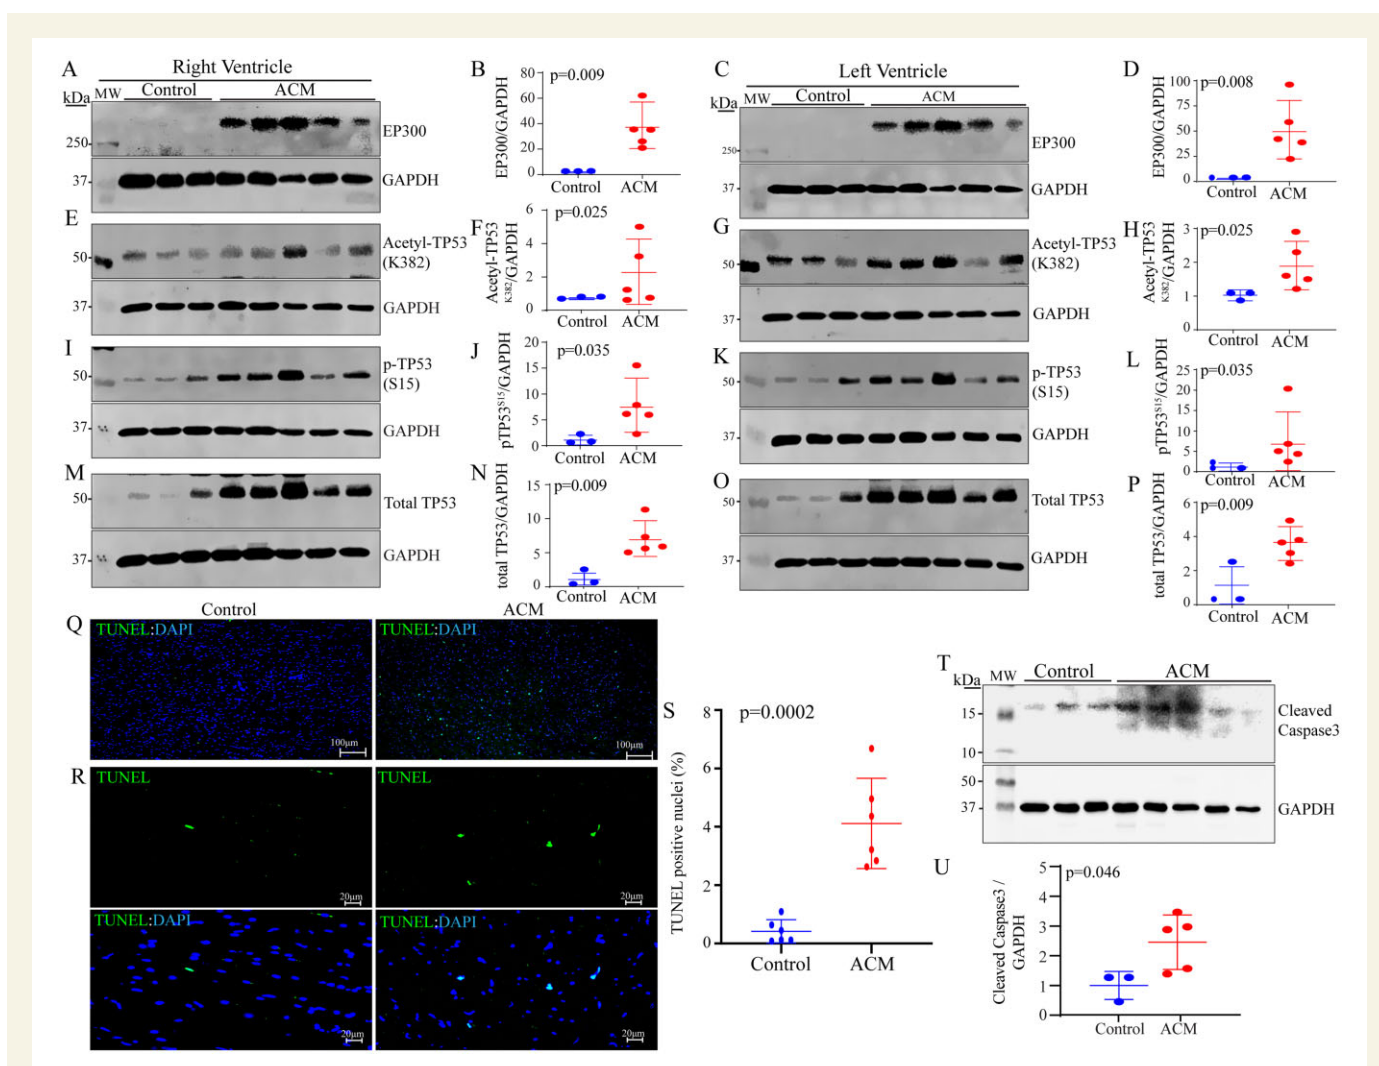 A
Right Ventricle
kDa MW Control ACM
250-
EP300
37-
GAPDH
B
p=0.009
EP300/GAPDH
80
60
40
20
0
Control ACM
C
Left Ventricle
kDa MW Control ACM
250-
EP300
37-
GAPDH
D
p=0.008
EP300/GAPDH
100
75
50
25
0
Control ACM
E
50-
Acetyl-TP53
(K382)
37-
GAPDH
F
p=0.025
Acetyl-TP53
K382/GAPDH
6
4
2
0
Control ACM
G
50-
Acetyl-TP53
(K382)
37-
GAPDH
H
p=0.025
Acetyl-TP53
K382/GAPDH
3
2
1
0
Control ACM
I
50-
p-TP53
(S15)
37-
GAPDH
J
p=0.035
pTP53S15/GAPDH
20
15
10
5
0
Control ACM
K
50-
p-TP53
(S15)
37-
GAPDH
L
p=0.035
pTP53S15/GAPDH
25
20
15
10
5
0
Control ACM
M
50-
Total TP53
37-
GAPDH
N
p=0.009
total TP53/GAPDH
15
10
5
0
Control ACM
O
50-
Total TP53
37-
GAPDH
P
p=0.009
total TP53/GAPDH
6
4
2
0
Control ACM
Control ACM
Q
TUNEL:DAPI
100μm
TUNEL:DAPI
100μm
R
TUNEL
20μm
TUNEL
20μm
TUNEL:DAPI
20μm
TUNEL:DAPI
20μm
S
p=0.0002
TUNEL positive nuclei (%)
8
6
4
2
0
Control ACM
T
kDa MW Control ACM
15-
10-
Cleaved
Caspase3
50-
37-
GAPDH
U
p=0.046
Cleaved Caspase3 /
GAPDH
5
4
3
2
1
0
Control ACM